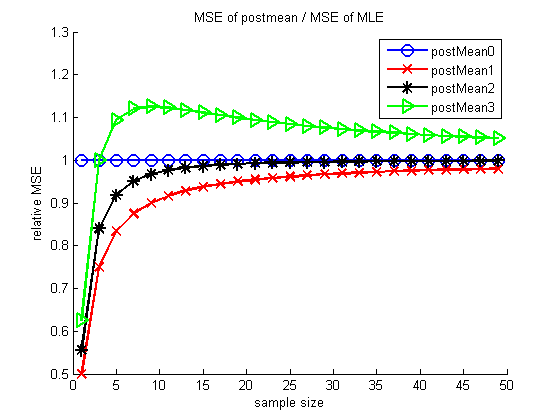 MSE of postmean / MSE of MLE
1.3
1.2
1.1
1
0.9
0.8
0.7
0.6
0.5
relative MSE
postMean0
postMean1
postMean2
postMean3
0 5 10 15 20 25 30 35 40 45 50
sample size